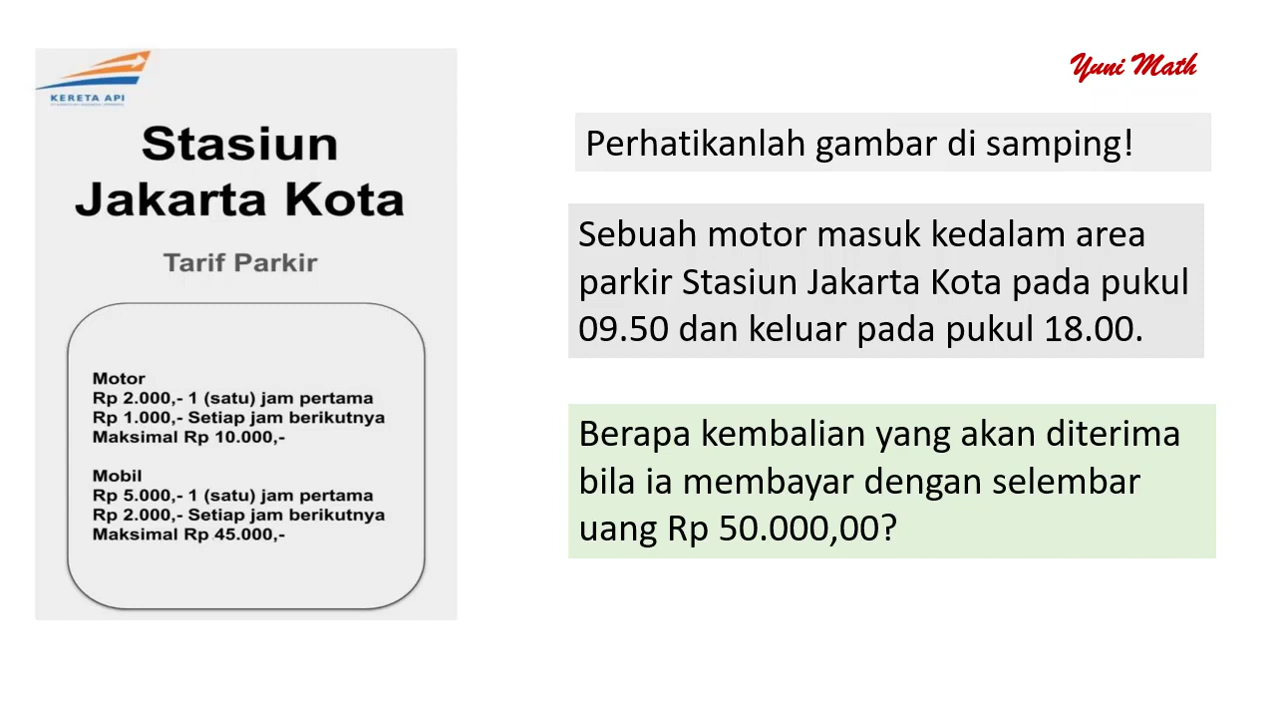 KERETA API
Stasiun
Jakarta Kota
Tarif Parkir
Motor
Rp 2.000,- 1 (satu) jam pertama
Rp 1.000,- Setiap jam berikutnya
Maksimal Rp 10.000,-
Mobil
Rp 5.000,- 1 (satu) jam pertama
Rp 2.000,- Setiap jam berikutnya
Maksimal Rp 45.000,-
Yuni Math
Perhatikanlah gambar di samping!
Sebuah motor masuk kedalam area
parkir Stasiun Jakarta Kota pada pukul
09.50 dan keluar pada pukul 18.00.
Berapa kembalian yang akan diterima
bila ia membayar dengan selembar
uang Rp 50.000,00?